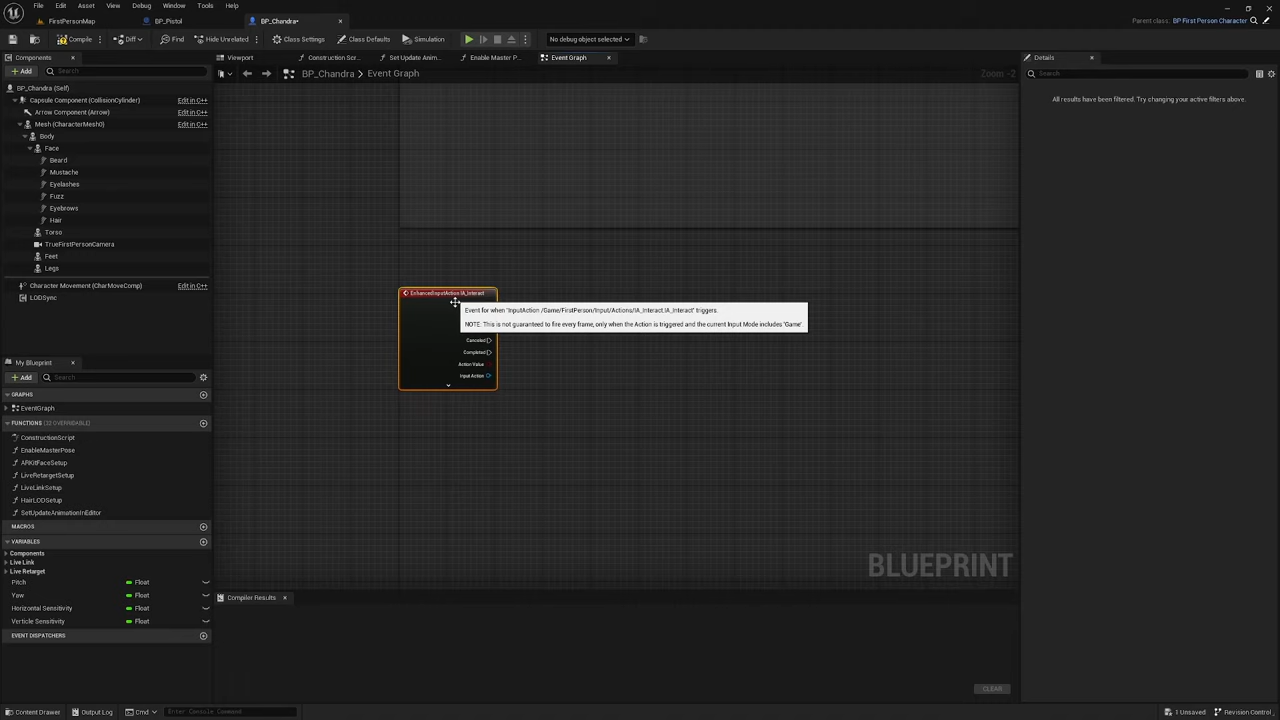 File Edit Asset View Debug Window Tools Help
FirstPersonMap BP_Pistol BP_Chandra• Parent class: BP First Person Character
Compile Diff Find Hide Unrelated Class Settings Class Defaults Simulation No debug object selected
Components Viewport Construction Scr... Set Update Anim... Enable Master P... Event Graph Details
Add Search BP_Chandra > Event Graph Zoom -2 Search
BP_Chandra (Self) All results have been filtered. Try changing your active filters above.
Capsule Component (CollisionCylinder) Edit in C++
Arrow Component (Arrow) Edit in C++
Mesh (CharacterMesh0) Edit in C++
Body
Face
Beard
Mustache
Eyelashes
Fuzz
Eyebrows
Hair
Torso
TrueFirstPersonCamera
Feet
Legs
Character Movement (CharMoveComp) Edit in C++
LODSync
EnhancedInputAction IA_Interact
Event for when "InputAction /Game/FirstPerson/Input/Actions/IA_Interact.IA_Interact" triggers.
NOTE: This is not guaranteed to fire every frame, only when the Action is triggered and the current Input Mode includes 'Game'.
Canceled
Completed
Action Value
Input Action
My Blueprint
Add Search
GRAPHS
EventGraph
FUNCTIONS (32 OVERRIDABLE)
ConstructionScript
EnableMasterPose
ARKitFaceSetup
LiveRetargetSetup
LiveLinkSetup
HairLODSetup
SetUpdateAnimationInEditor
MACROS
VARIABLES
Components
Live Link
Live Retarget
Pitch Float
Yaw Float
Horizontal Sensitivity Float
Verticle Sensitivity Float
EVENT DISPATCHERS
BLUEPRINT
Compiler Results
CLEAR
Content Drawer Output Log Cmd Enter Console Command 1 Unsaved Revision Control